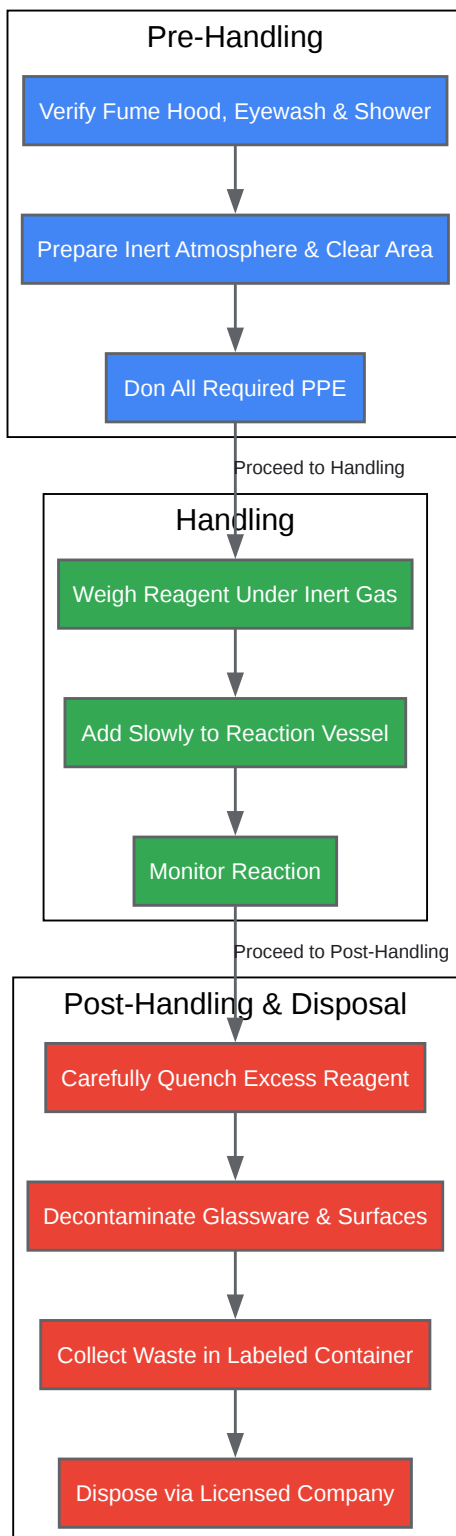 Pre-Handling
Verify Fume Hood, Eyewash & Shower
Prepare Inert Atmosphere & Clear Area
Don All Required PPE
Proceed to Handling
Handling
Weigh Reagent Under Inert Gas
Add Slowly to Reaction Vessel
Monitor Reaction
Proceed to Post-Handling
Post-Handling & Disposal
Carefully Quench Excess Reagent
Decontaminate Glassware & Surfaces
Collect Waste in Labeled Container
Dispose via Licensed Company